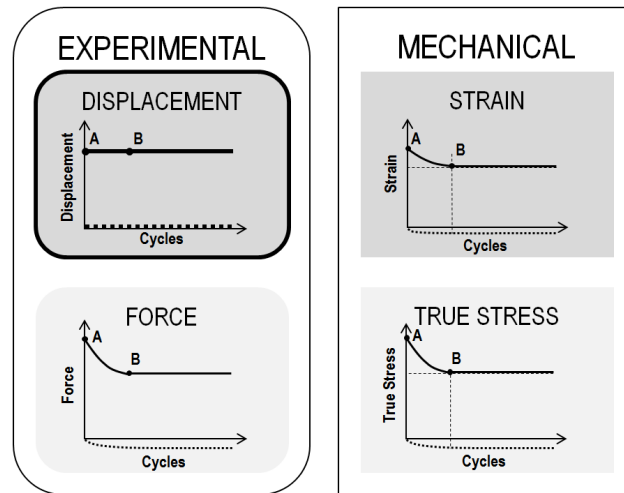 EXPERIMENTAL
DISPLACEMENT
A
B
Displacement
Cycles
FORCE
A
B
Force
Cycles
MECHANICAL
STRAIN
A
B
Strain
Cycles
TRUE STRESS
A
B
True Stress
Cycles